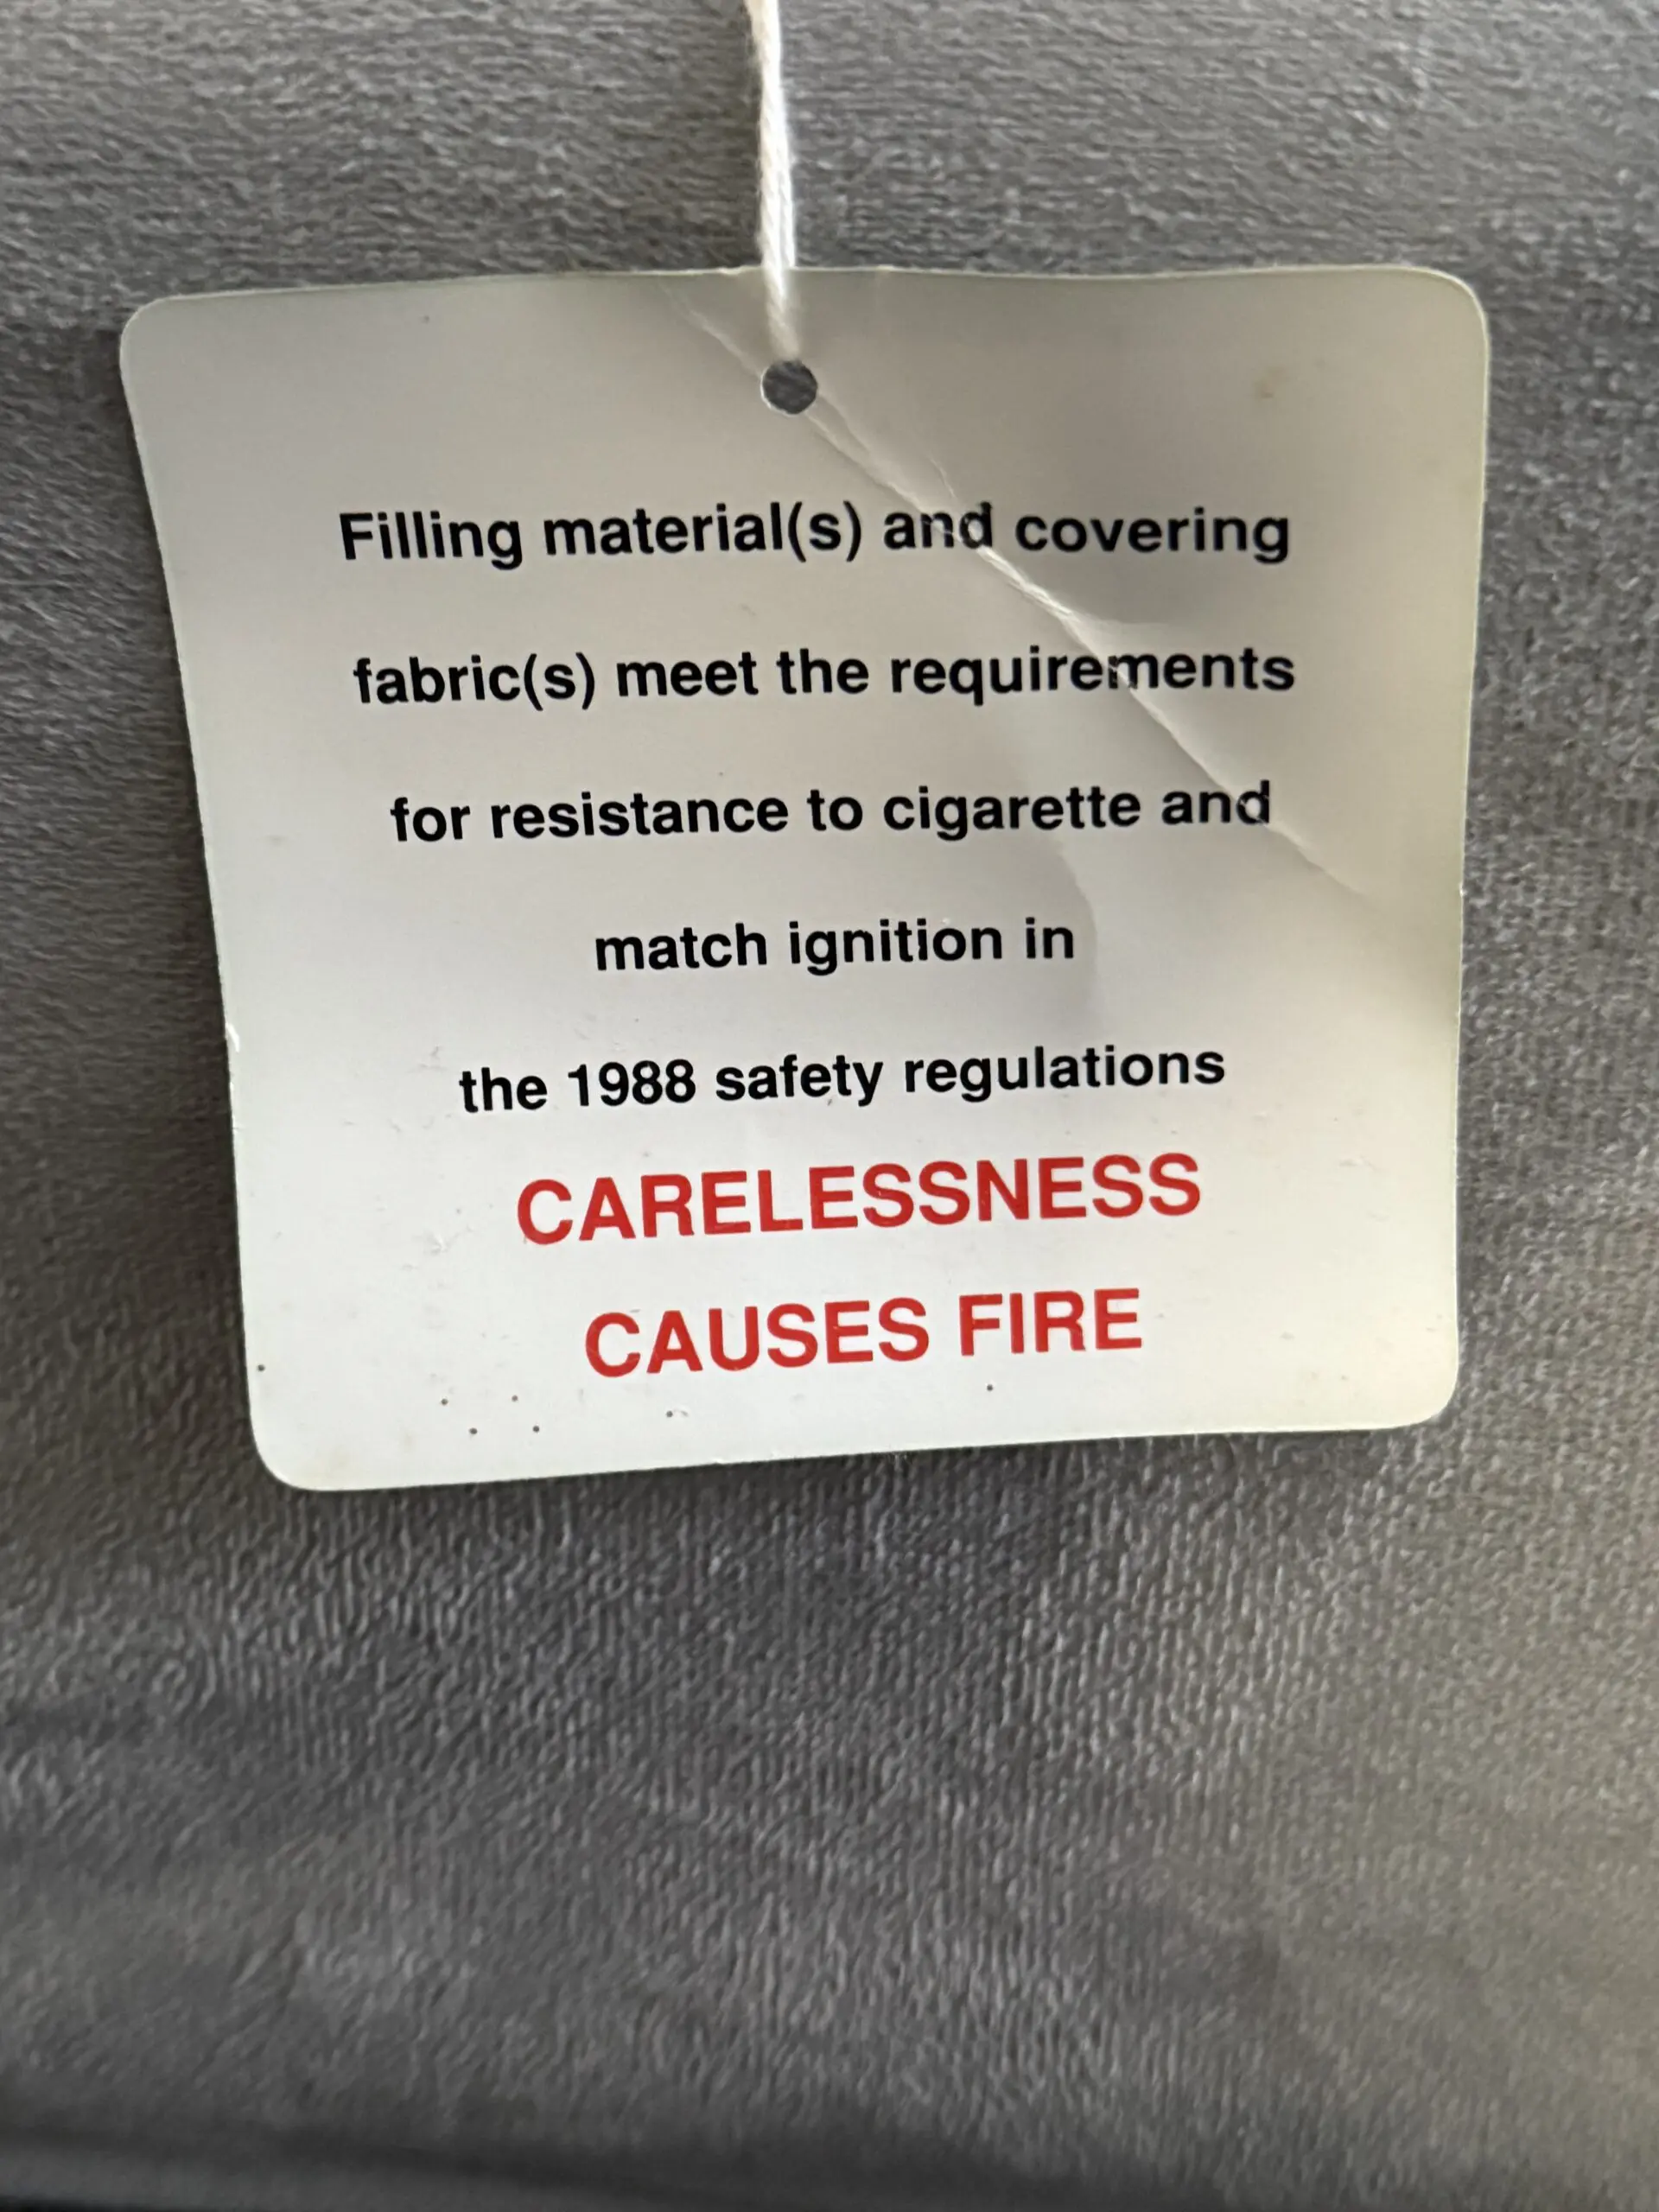 Filling material(s) and covering
fabric(s) meet the requirements
for resistance to cigarette and
match ignition in
the 1988 safety regulations
CARELESSNESS
CAUSES FIRE